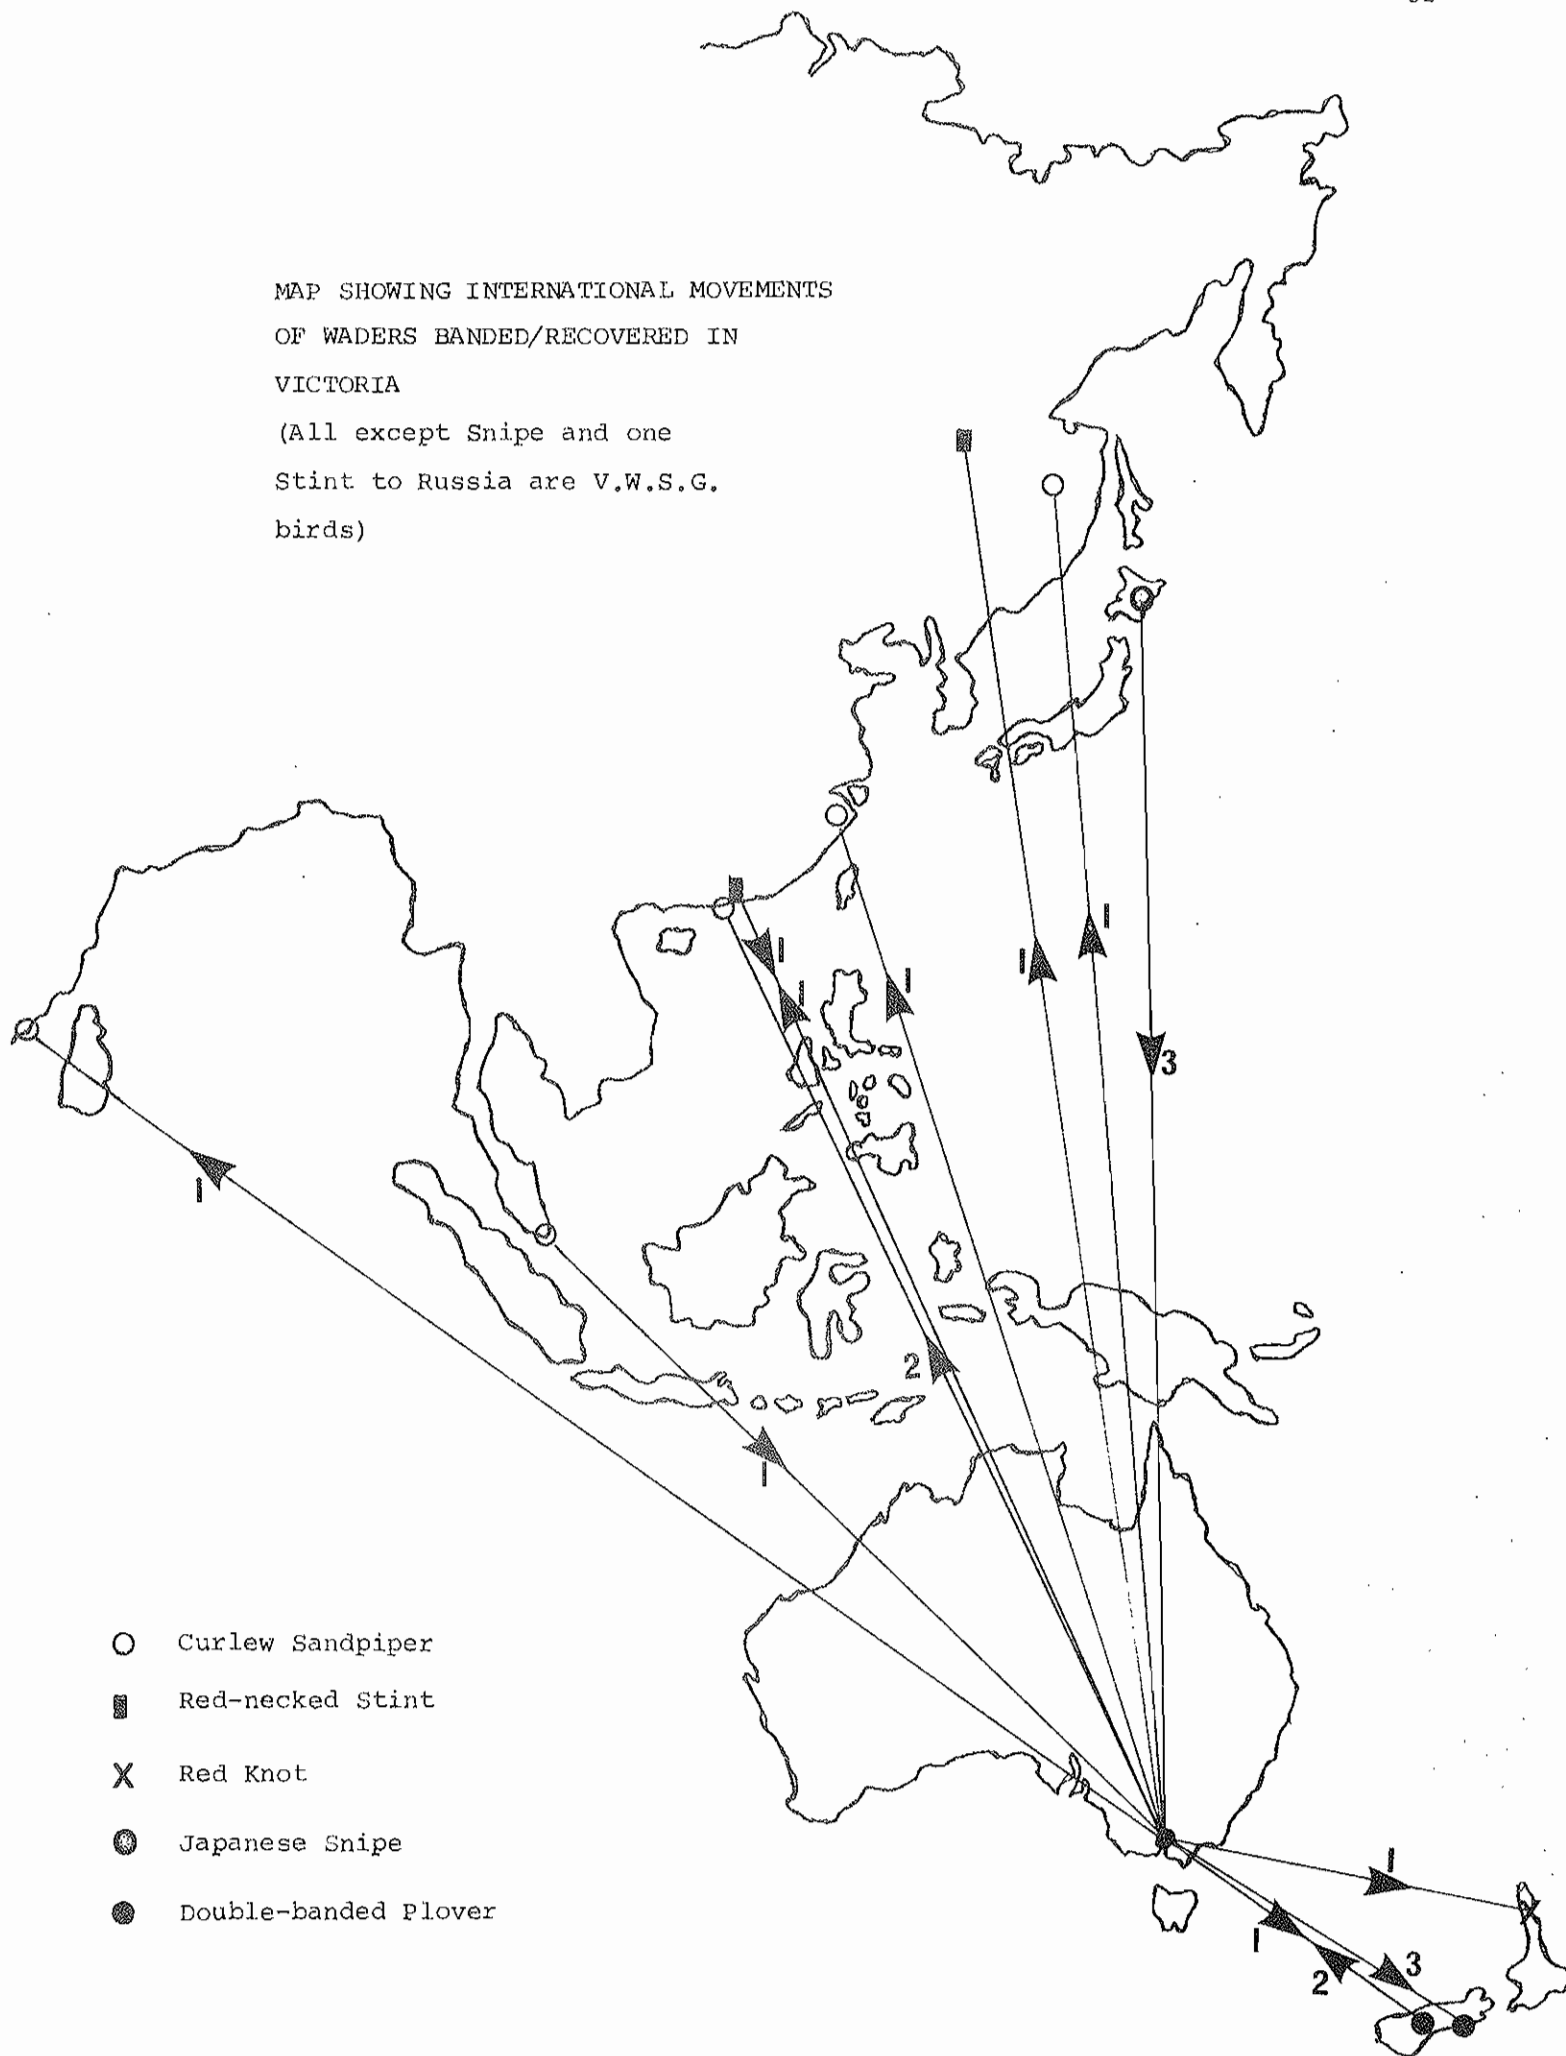 MAP SHOWING INTERNATIONAL MOVEMENTS
OF WADERS BANDED/RECOVERED IN
VICTORIA
(All except Snipe and one
Stint to Russia are V.W.S.G.
birds)
1
1
1
1
1
1
3
1
2
1
Curlew Sandpiper
Red-necked Stint
X Red Knot
Japanese Snipe
Double-banded Plover
1
1
2
3